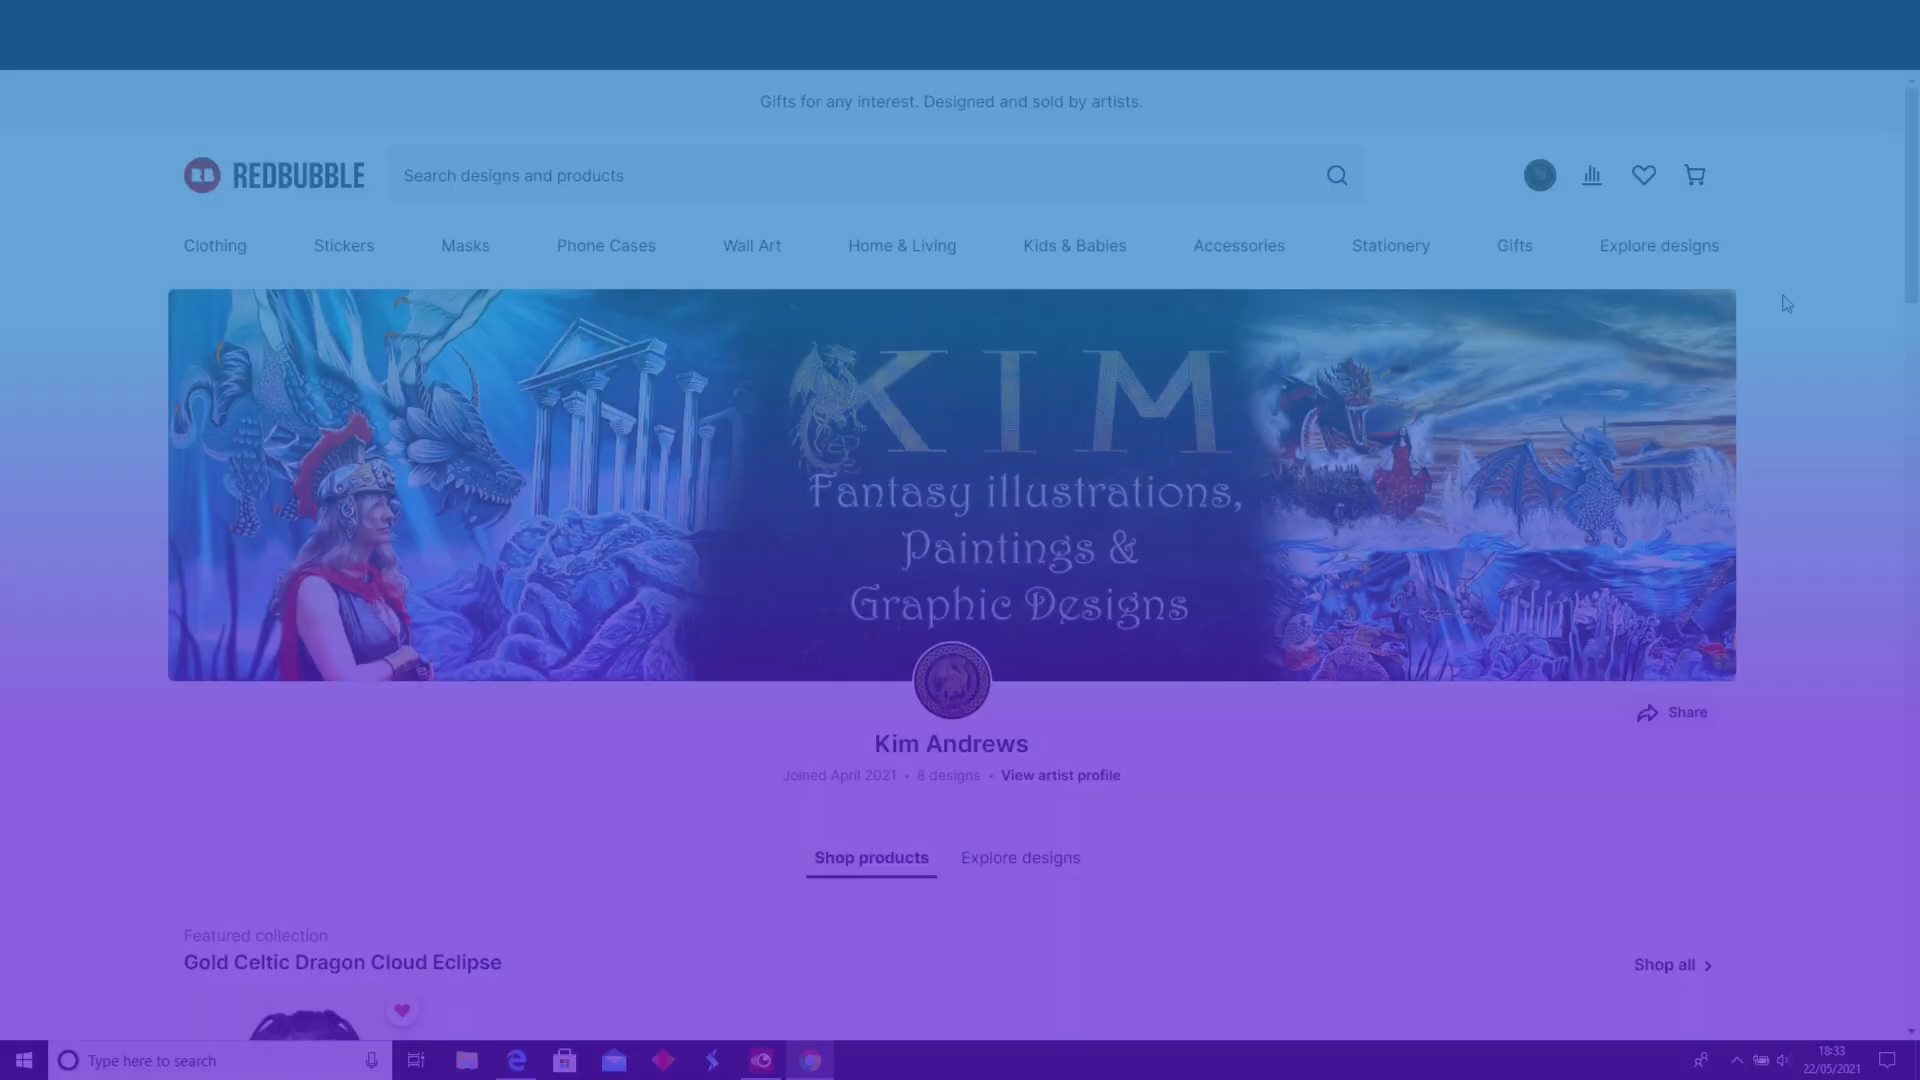 Gifts for any interest. Designed and sold by artists.
REDBUBBLE
Search designs and products
Clothing Stickers Masks Phone Cases Wall Art Home & Living Kids & Babies Accessories Stationery Gifts Explore designs
KIM
Fantasy illustrations,
Paintings &
Graphic Designs
Share
Kim Andrews
Joined April 2021 • 8 designs • View artist profile
Shop products Explore designs
Featured collection
Gold Celtic Dragon Cloud Eclipse
Shop all
Type here to search
18:33
22/05/2021